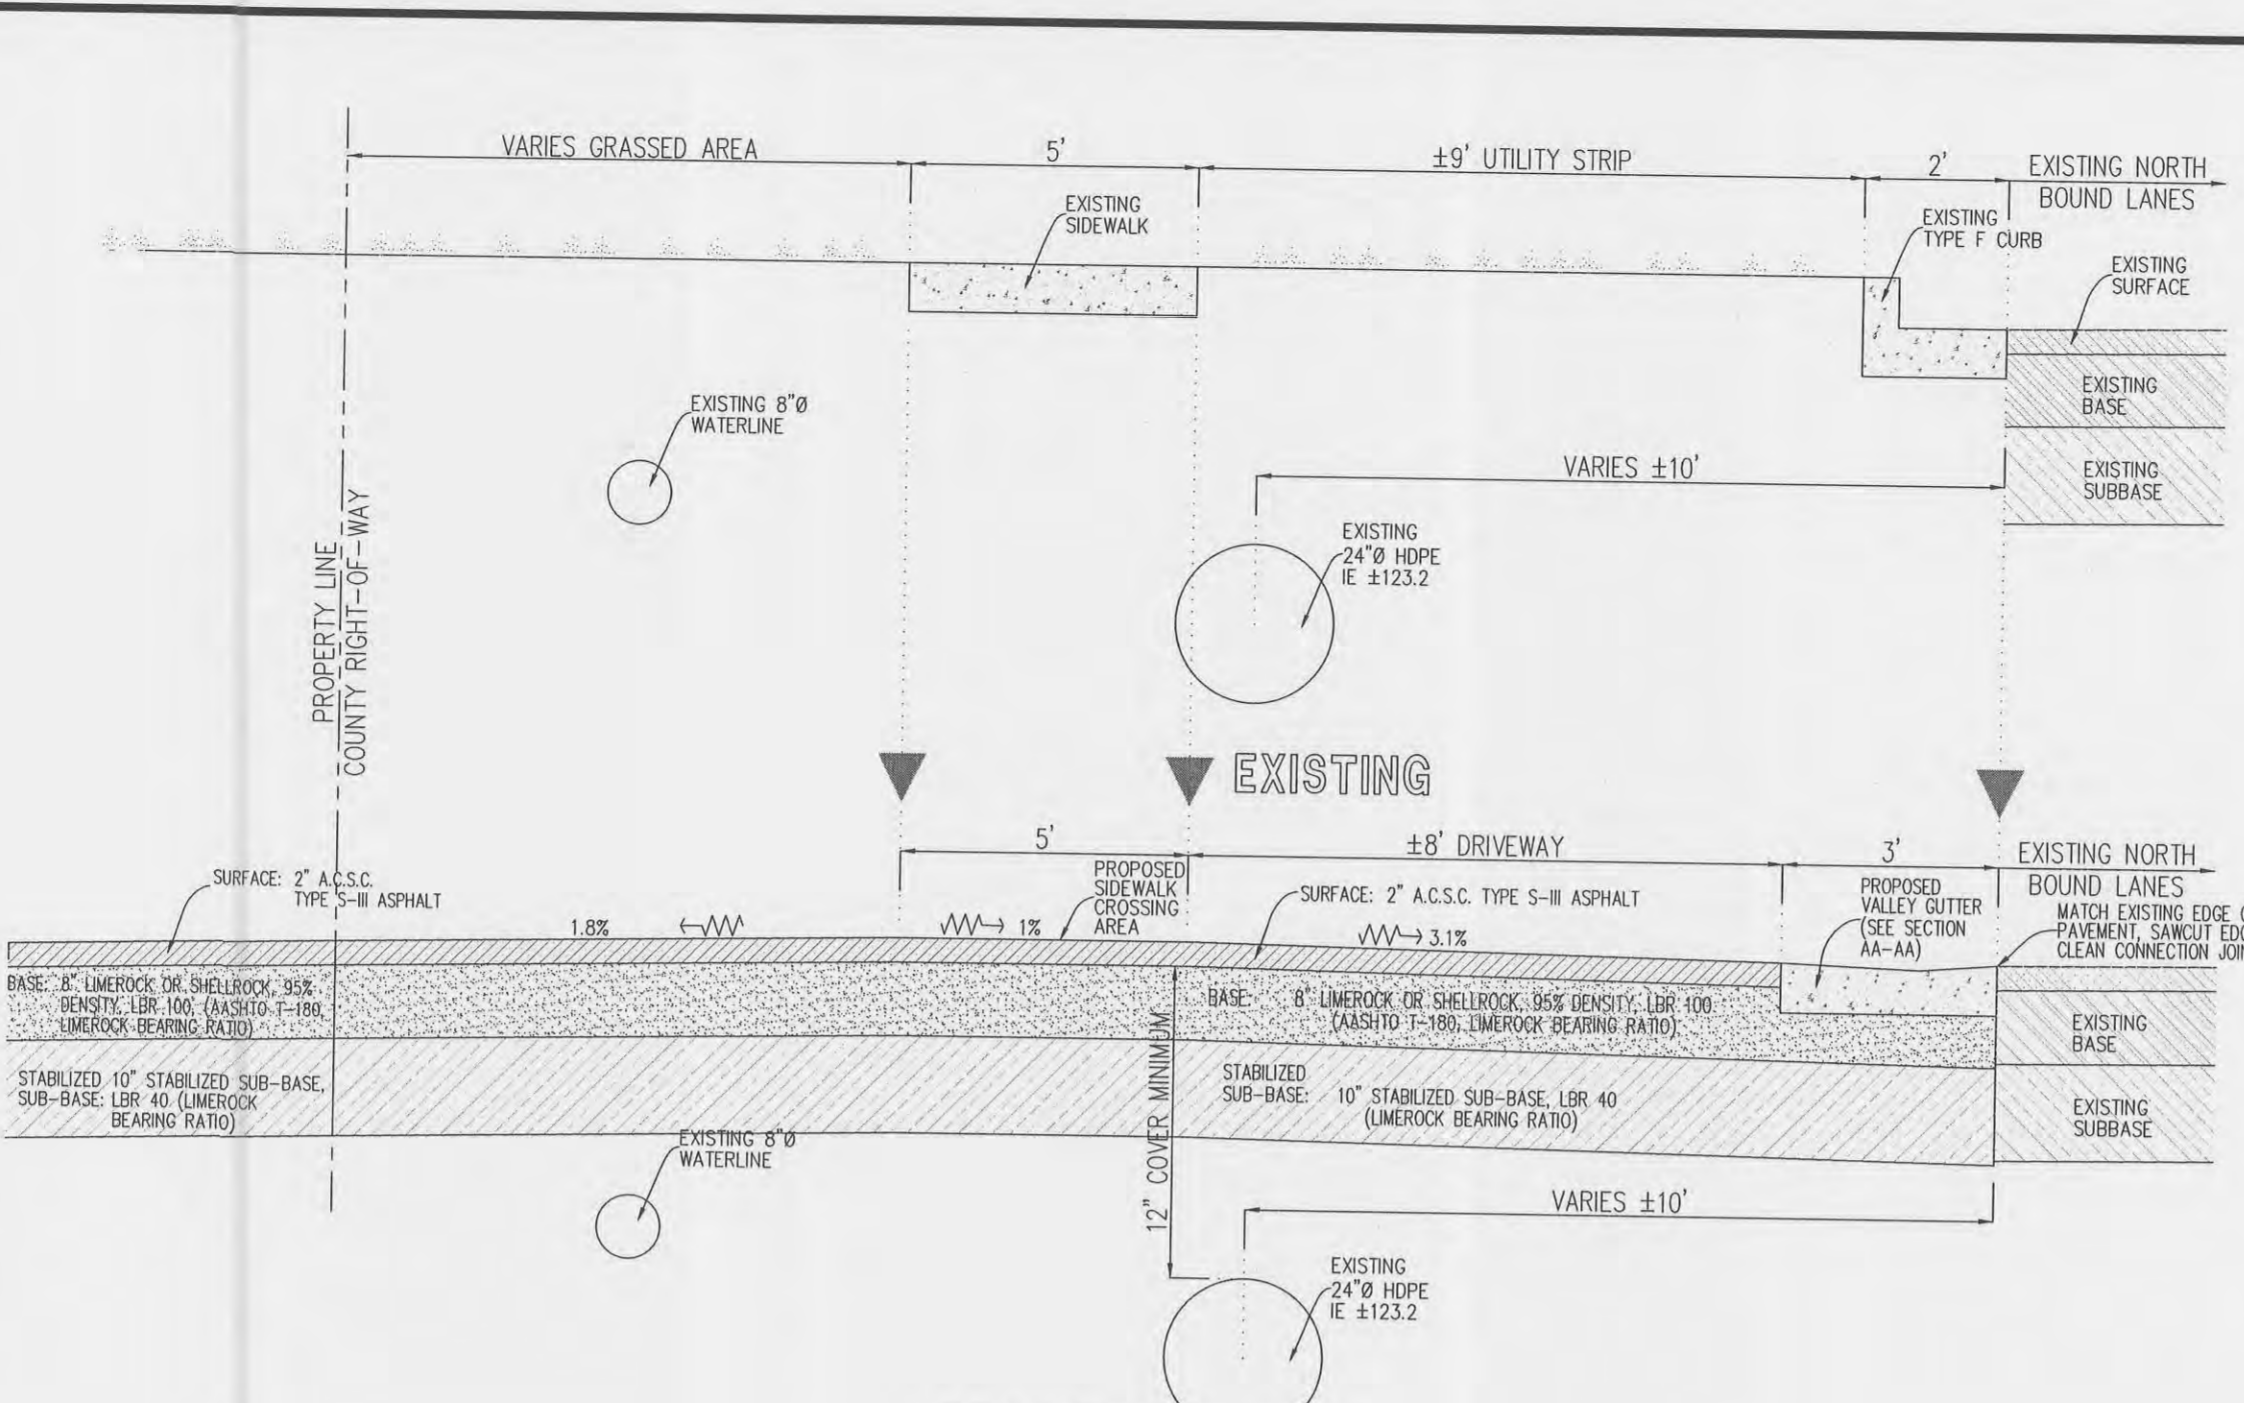 VARIES GRASSED AREA
5'
±9' UTILITY STRIP
2'
EXISTING NORTH
BOUND LANES
EXISTING
SIDEWALK
EXISTING
TYPE F CURB
EXISTING
SURFACE
EXISTING
BASE
EXISTING
SUBBASE
EXISTING 8"Ø
WATERLINE
VARIES ±10'
EXISTING
24"Ø HDPE
IE ±123.2
PROPERTY LINE
COUNTY RIGHT-OF-WAY
EXISTING
5'
±8' DRIVEWAY
3'
EXISTING NORTH
BOUND LANES
SURFACE: 2" A.C.S.C.
TYPE S-III ASPHALT
1.8%
1%
PROPOSED
SIDEWALK
CROSSING
AREA
SURFACE: 2" A.C.S.C. TYPE S-III ASPHALT
3.1%
PROPOSED
VALLEY GUTTER
(SEE SECTION
AA-AA)
MATCH EXISTING EDGE
PAVEMENT, SAWCUT
CLEAN CONNECTION
BASE: 8" LIMEROCK OR SHELLROCK, 95%
DENSITY, LBR 100, (AASHTO T-180,
LIMEROCK BEARING RATIO)
BASE: 8" LIMEROCK OR SHELLROCK, 95% DENSITY, LBR 100
(AASHTO T-180, LIMEROCK BEARING RATIO)
EXISTING
BASE
STABILIZED 10" STABILIZED SUB-BASE,
SUB-BASE: LBR 40 (LIMEROCK
BEARING RATIO)
12" COVER MINIMUM
STABILIZED
SUB-BASE: 10" STABILIZED SUB-BASE, LBR 40
(LIMEROCK BEARING RATIO)
EXISTING
SUBBASE
EXISTING 8"Ø
WATERLINE
VARIES ±10'
EXISTING
24"Ø HDPE
IE ±123.2